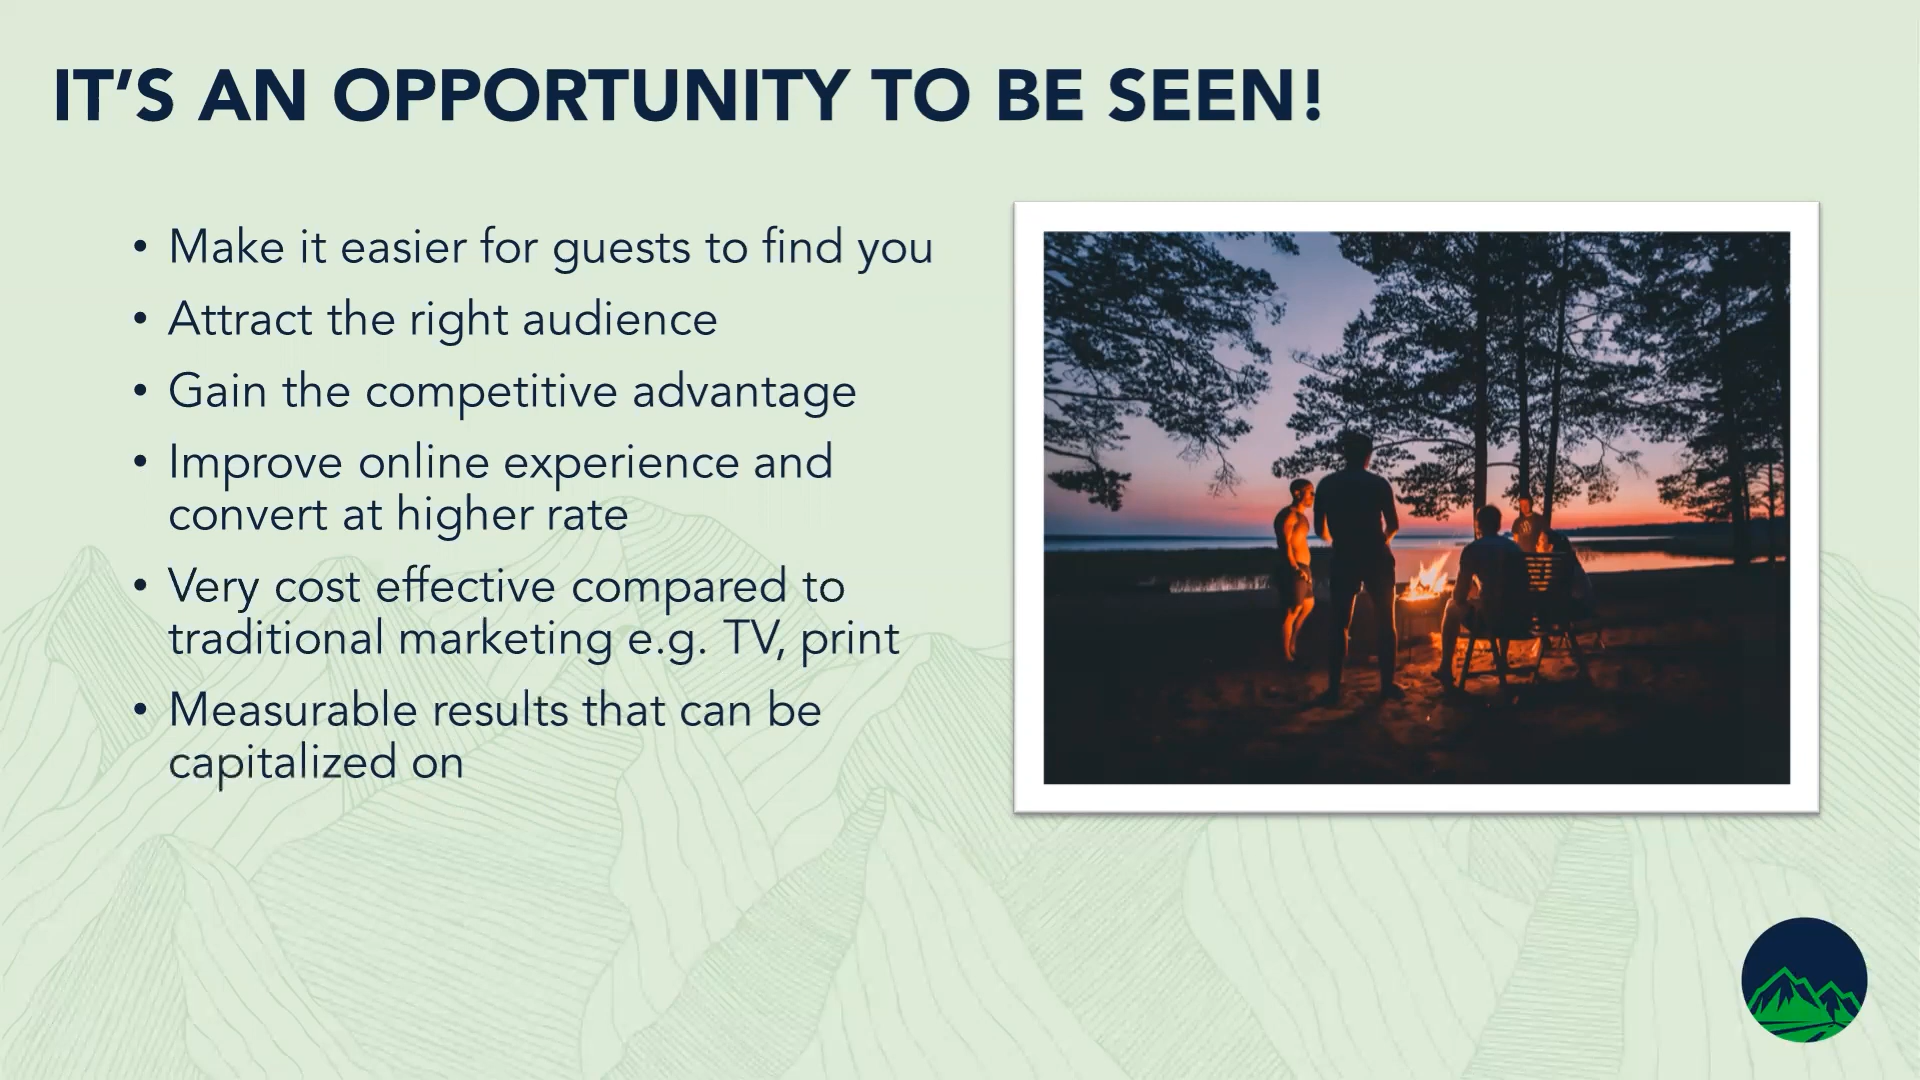 IT’S AN OPPORTUNITY TO BE SEEN!
• Make it easier for guests to find you
• Attract the right audience
• Gain the competitive advantage
• Improve online experience and
convert at higher rate
• Very cost effective compared to
traditional marketing e.g. TV, print
• Measurable results that can be
capitalized on